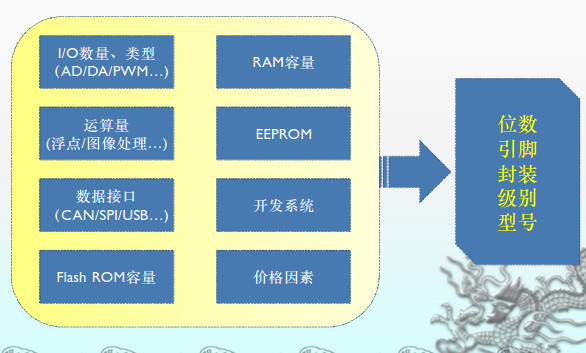 I/O数量、类型
（AD/DA/PWM…）
RAM容量
运算量
(浮点/图像处理…)
EEPROM
数据接口
（CAN/SPI/USB…）
开发系统
Flash ROM容量
价格因素
位数
引脚
封装
级别
型号